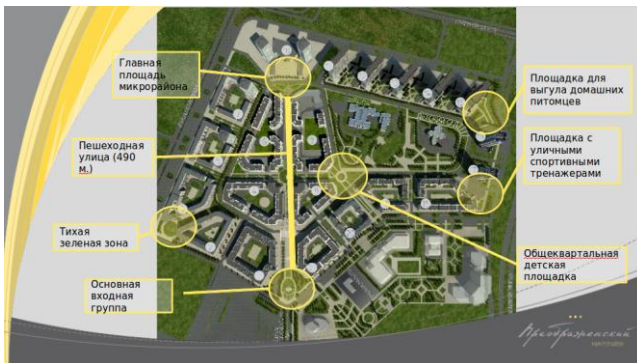 Главная
площадь
микрорайона
Пешеходная
улица (490
м.)
Тихая
зеленая зона
Основная
входная
группа
Площадка для
выгула домашних
питомцев
Площадка с
уличными
спортивными
тренажерами
Общеквартальная
детская
площадка
Преображенский